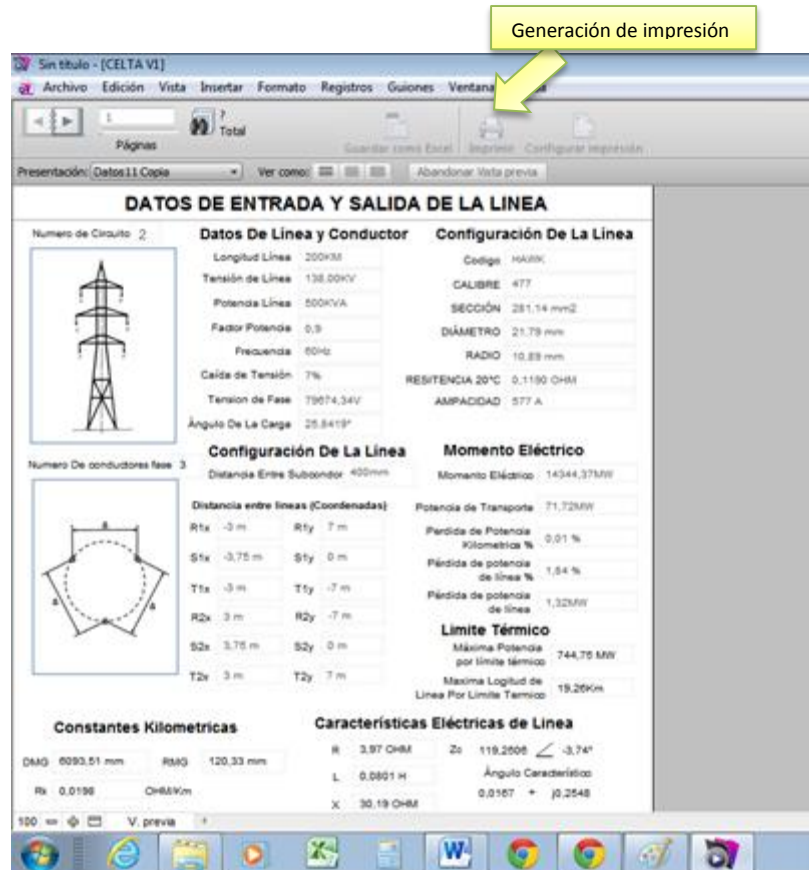 Generación de impresión
Sin título - [CELTA V1]
Archivo Edición Vista Insertar Formato Registros Guiones Ventana
1
Páginas
?
Total
Guardar como Excel Imprimir Configurar impresión
Presentación: Datos11 Copia Ver como: Abandonar Vista previa
DATOS DE ENTRADA Y SALIDA DE LA LINEA
Numero de Circuito 2
Datos De Línea y Conductor
Longitud Línea 200KM
Tensión de Línea 138,00KV
Potencia Línea 500KVA
Factor Potencia 0,9
Frecuencia 60Hz
Caída de Tensión 7%
Tension de Fase 79674,34V
Ángulo De La Carga 25,8419°
Configuración De La Línea
Codigo HAWK
CALIBRE 477
SECCIÓN 281,14 mm2
DIÁMETRO 21,79 mm
RADIO 10,89 mm
RESITENCIA 20°C 0,1190 OHM
AMPACIDAD 577 A
Numero De conductores fase 3
Configuración De La Línea
Distancia Entre Subcondor 400mm
Distancia entre lineas (Coordenadas)
R1x -3 m R1y 7 m
S1x -3,75 m S1y 0 m
T1x -3 m T1y -7 m
R2x 3 m R2y -7 m
S2x 3,75 m S2y 0 m
T2x 3 m T2y 7 m
a
a
a
Momento Eléctrico
Momento Eléctrico 14344,37MW
Potencia de Transporte 71,72MW
Perdida de Potencia
Kilometrica % 0,01 %
Pérdida de potencia
de línea % 1,84 %
Pérdida de potencia
de línea 1,32MW
Limite Térmico
Máxima Potencia
por límite térmico 744,75 MW
Maxima Logitud de
Linea Por Limite Termico 19,26Km
Constantes Kilometricas
DMG 6093,51 mm RMG 120,33 mm
Rk 0,0198 OHM/Km
Características Eléctricas de Linea
R 3,97 OHM Zc 119,2606 ∠ -3,74°
L 0,0801 H Ángulo Característico
X 30,19 OHM 0,0167 + j0,2548
100 V. previa